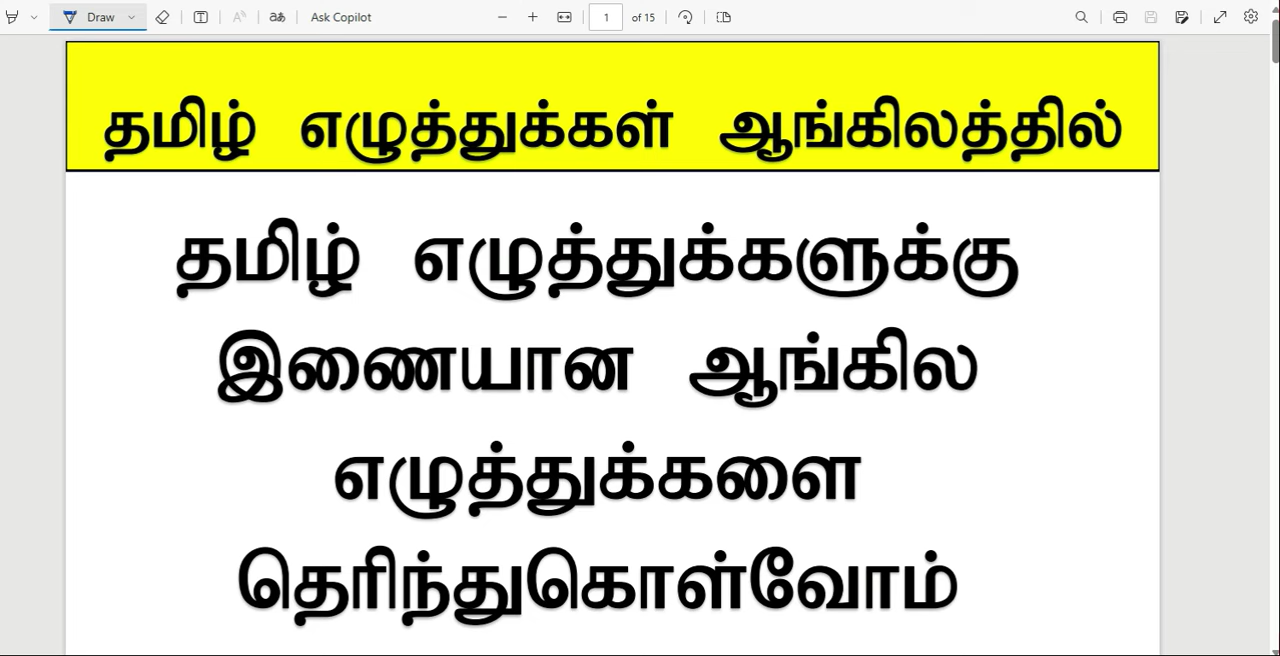 Draw
Ask Copilot
1 of 15
தமிழ் எழுத்துக்கள் ஆங்கிலத்தில்
தமிழ் எழுத்துக்களுக்கு
இணையான ஆங்கில
எழுத்துக்களை
தெரிந்துகொள்வோம்